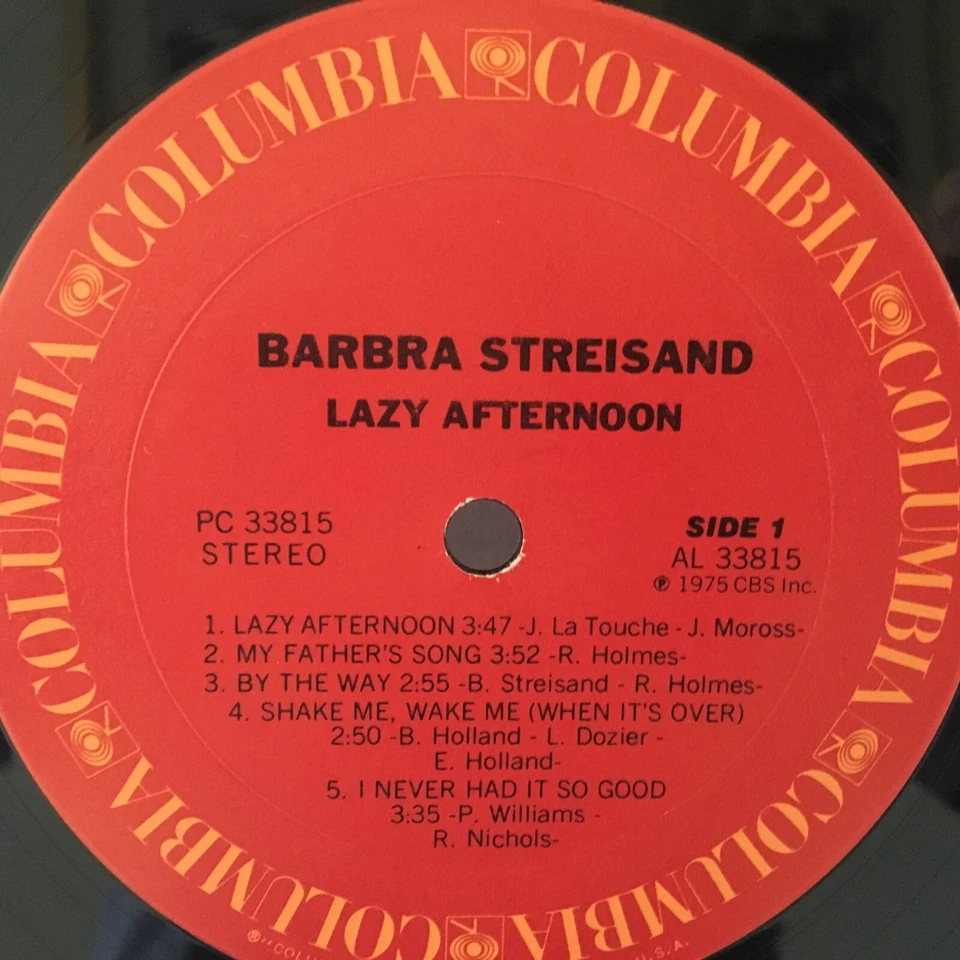 COLUMBIA COLUMBIA COLUMBIA COLUMBIA COLUMBIA COLUMBIA COLUMBIA COLUMBIA
BARBRA STREISAND
LAZY AFTERNOON
PC 33815
STEREO
SIDE 1
AL 33815
℗ 1975 CBS Inc.
1. LAZY AFTERNOON 3:47 -J. La Touche - J. Moross-
2. MY FATHER'S SONG 3:52 -R. Holmes-
3. BY THE WAY 2:55 -B. Streisand - R. Holmes-
4. SHAKE ME, WAKE ME (WHEN IT'S OVER)
2:50 -B. Holland - L. Dozier -
E. Holland-
5. I NEVER HAD IT SO GOOD
3:35 -P. Williams -
R. Nichols-
U.S.A.